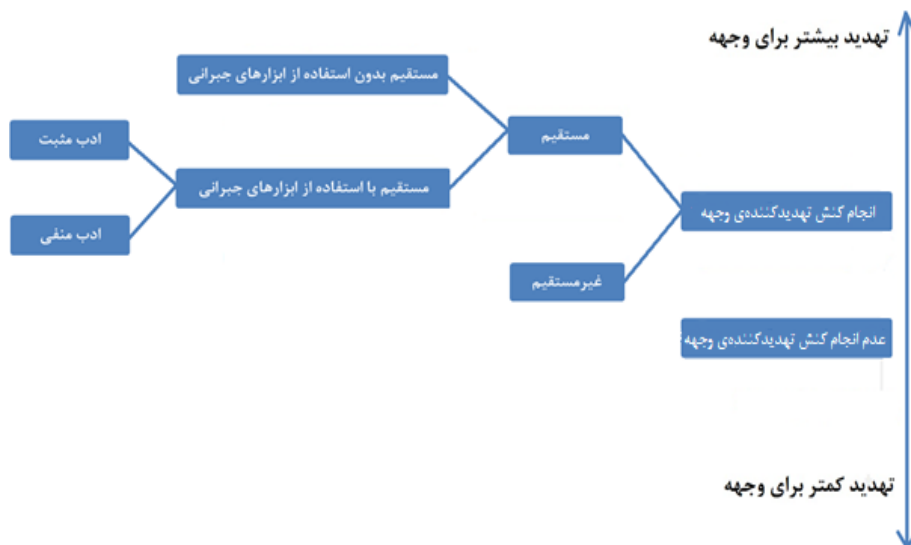 تهدید بیشتر برای وجهه
مستقیم بدون استفاده از ابزارهای جبرانی
مستقیم
ادب مثبت
مستقیم با استفاده از ابزارهای جبرانی
انجام کنش تهدیدکننده‌ی وجهه
ادب منفی
غیرمستقیم
عدم انجام کنش تهدیدکننده‌ی وجهه
تهدید کمتر برای وجهه